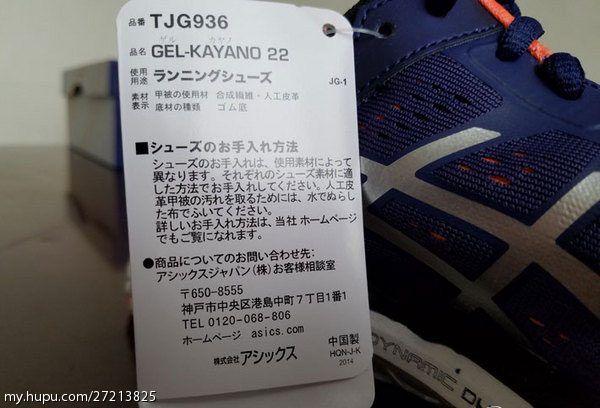 品番 TJG936
ゲル カヤノ
品名 GEL-KAYANO 22
使用用途 ランニングシューズ
JG-1
素材表示 甲被の使用材 合成繊維・人工皮革
底材の種類 ゴム底
■シューズのお手入れ方法
シューズのお手入れは、使用素材によって
異なります。それぞれのシューズ素材に適
した方法でお手入れしてください。人工皮
革甲被の汚れを取るためには、水でぬらし
た布でふいてください。
詳しいお手入れ方法は、当社 ホームページ
でもご覧になれます。
●商品についてのお問い合わせ先：
アシックスジャパン(株)お客様相談室
〒650-8555
神戸市中央区港島中町7丁目1番1
TEL 0120-068-806
ホームページ asics.com
株式会社 アシックス
中国製
HQN-J-K
2014
DYNAMIC DU
my.hupu.com/27213825